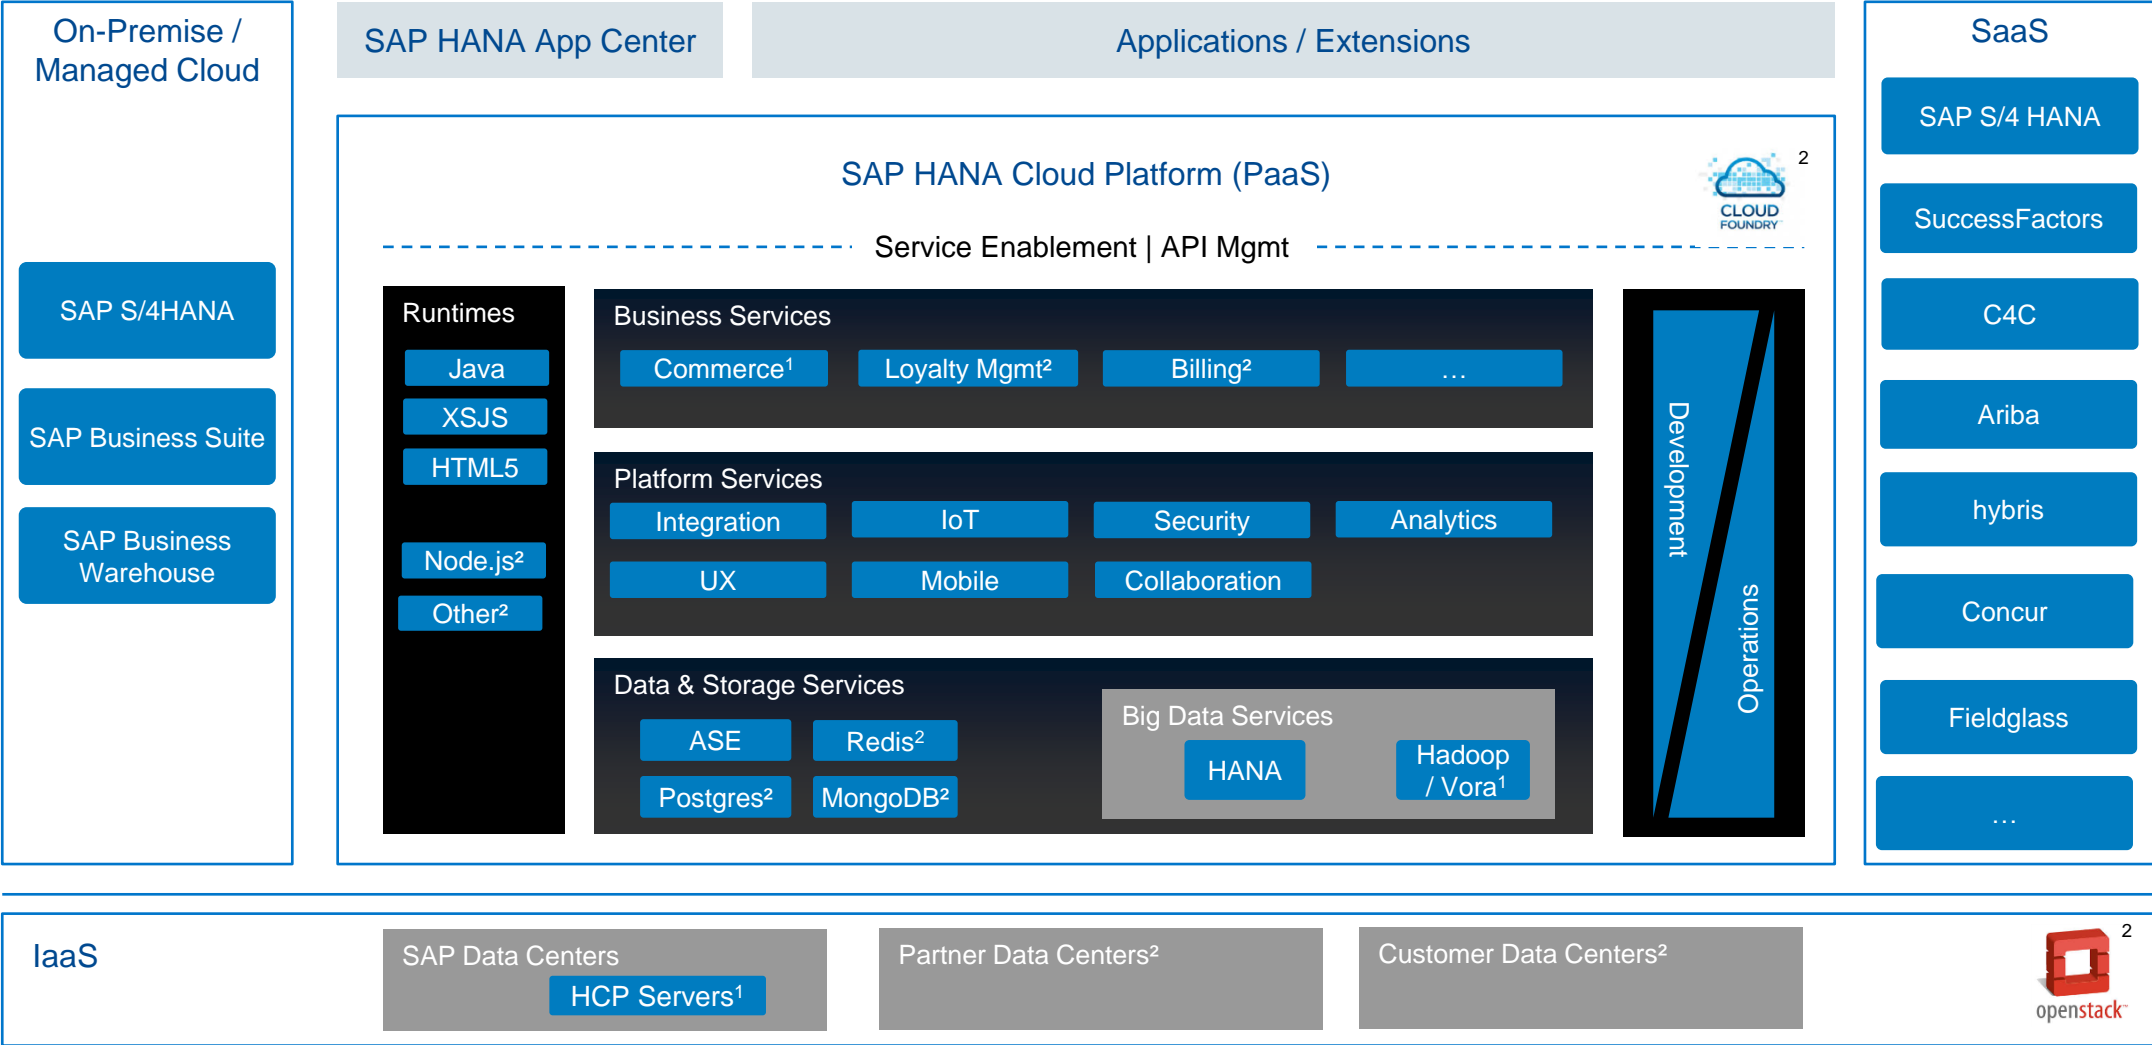 On-Premise /
Managed Cloud
SAP S/4HANA
SAP Business Suite
SAP Business
Warehouse
SAP HANA App Center
Applications / Extensions
SAP HANA Cloud Platform (PaaS)
CLOUD
FOUNDRY™
2
Service Enablement | API Mgmt
Runtimes
Java
XSJS
HTML5
Node.js²
Other²
Business Services
Commerce¹
Loyalty Mgmt²
Billing²
…
Platform Services
Integration
IoT
Security
Analytics
UX
Mobile
Collaboration
Data & Storage Services
ASE
Redis²
Postgres²
MongoDB²
Big Data Services
HANA
Hadoop
/ Vora¹
Development
Operations
SaaS
SAP S/4 HANA
SuccessFactors
C4C
Ariba
hybris
Concur
Fieldglass
…
IaaS
SAP Data Centers
HCP Servers¹
Partner Data Centers²
Customer Data Centers²
2
openstack™